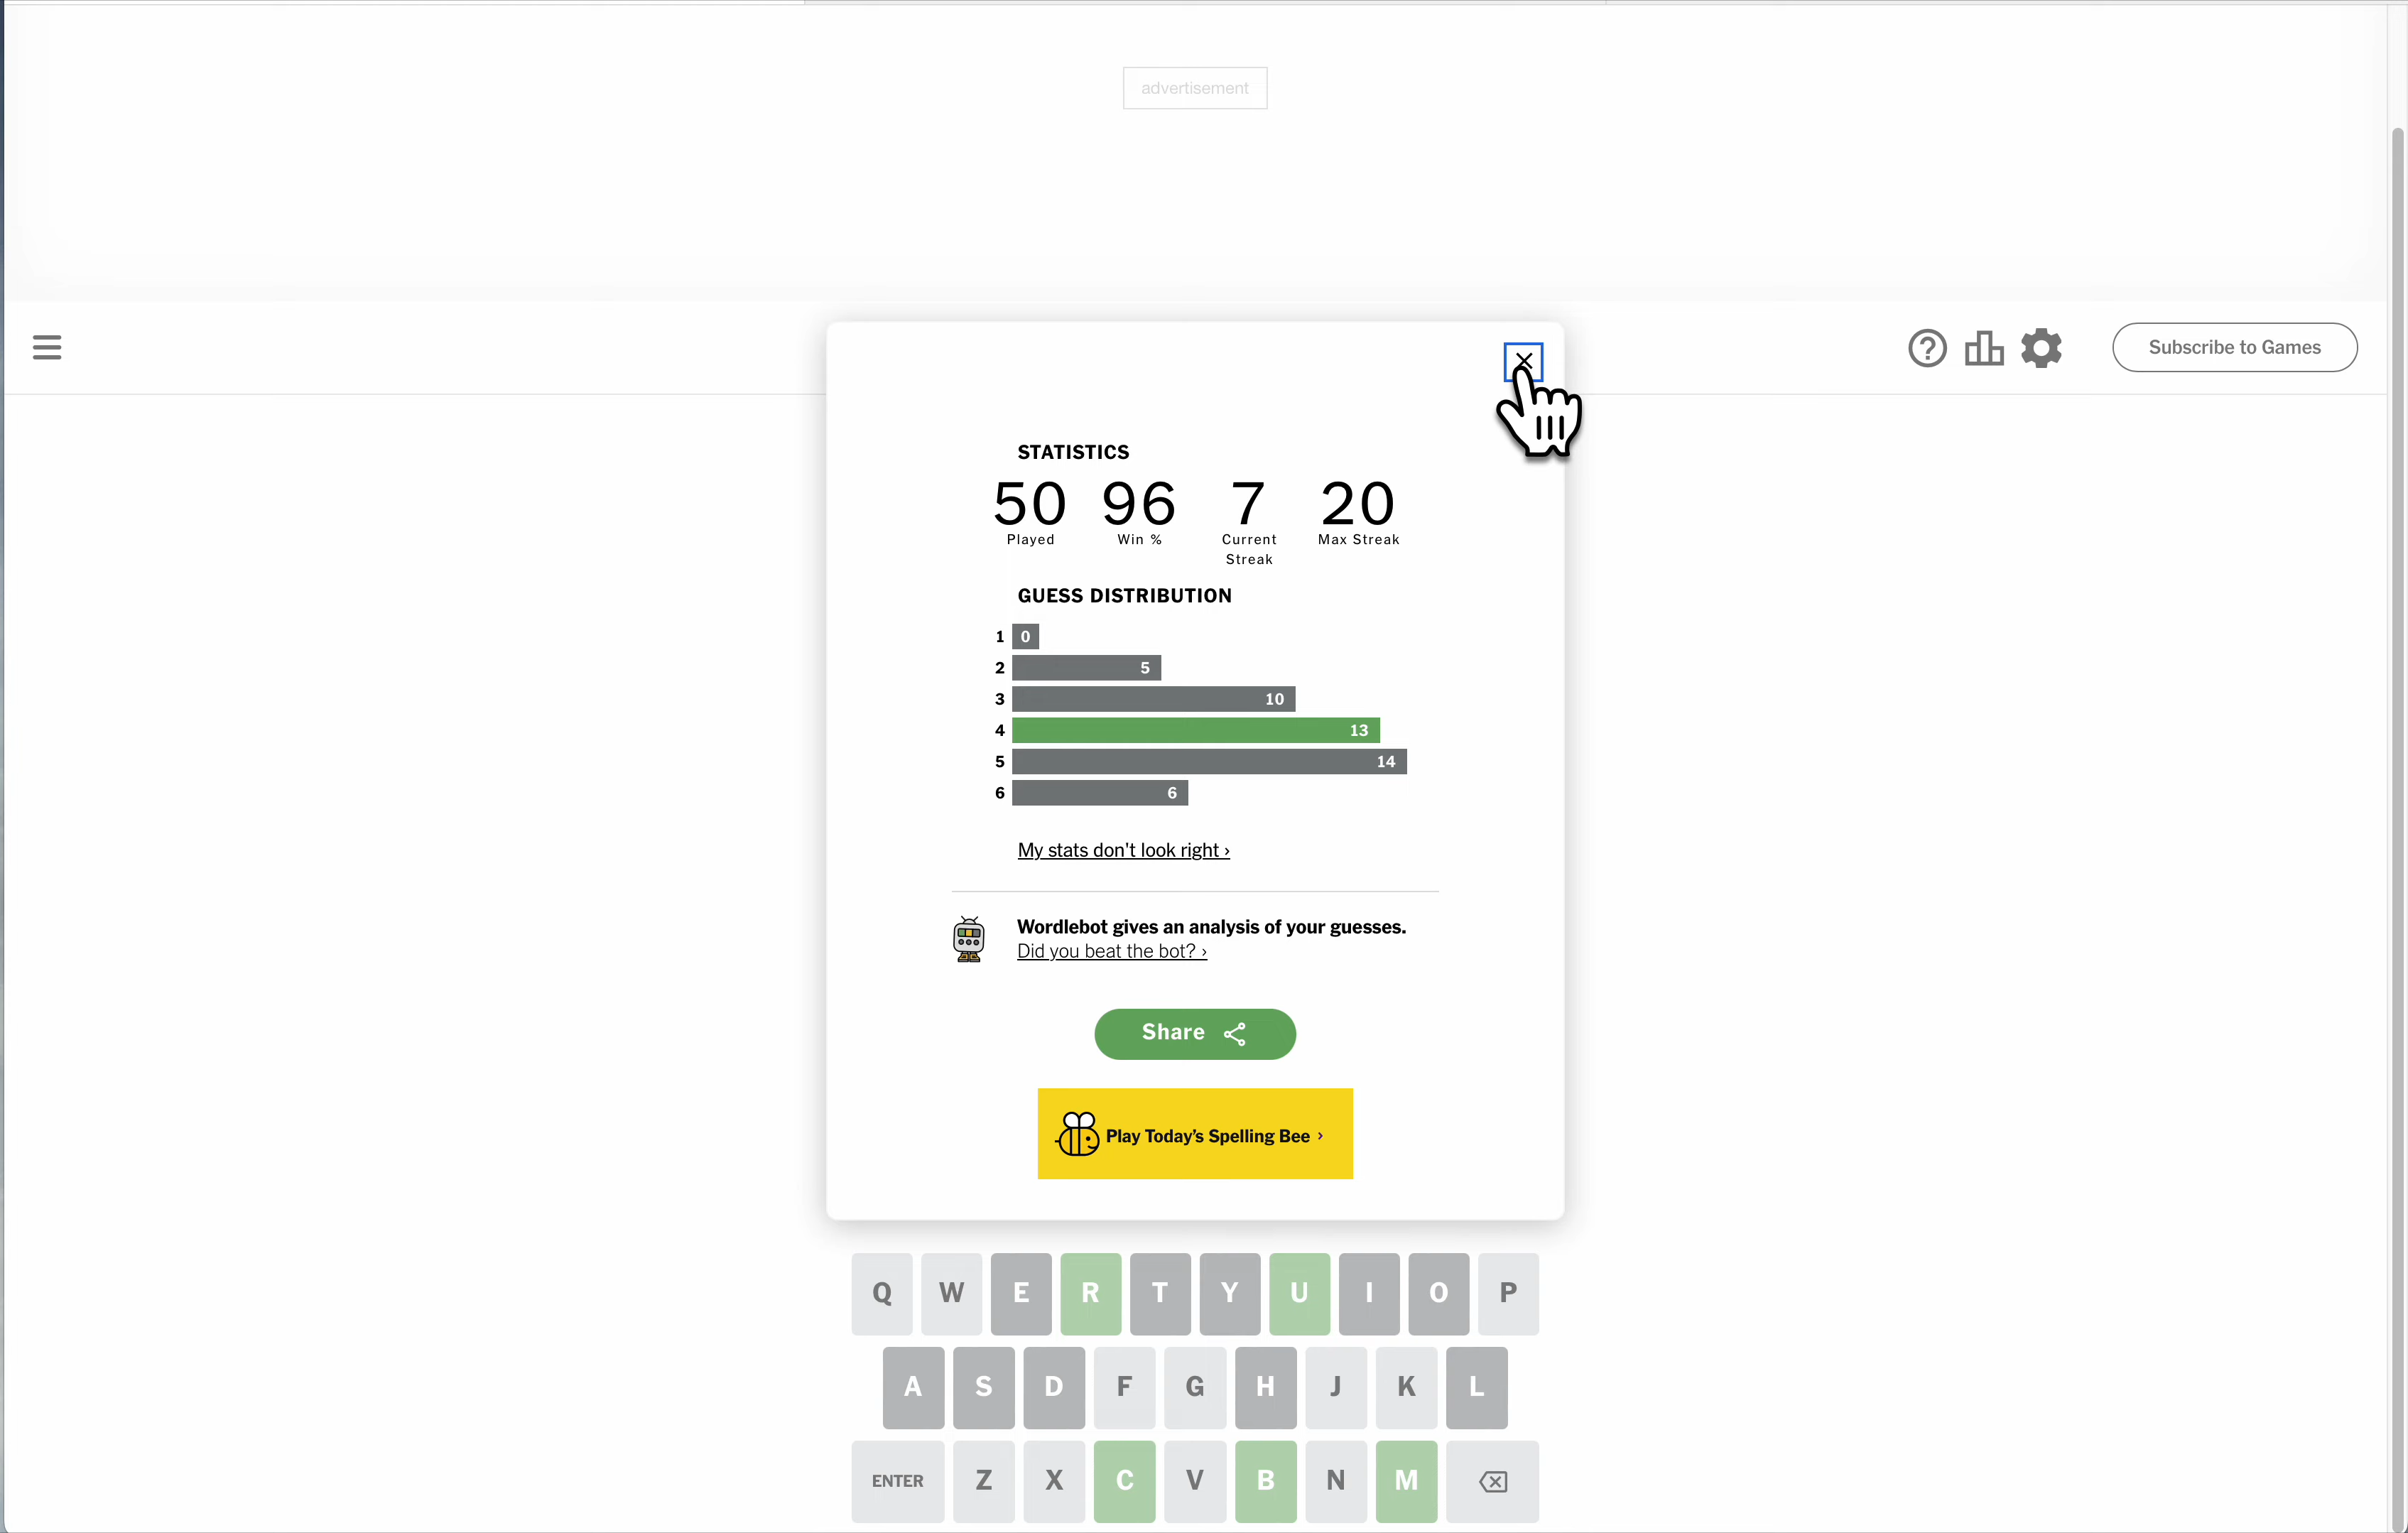 advertisement
Subscribe to Games
STATISTICS
50 96 7 20
Played Win % Current Streak Max Streak
GUESS DISTRIBUTION
1 0
2 5
3 10
4 13
5 14
6 6
My stats don't look right ›
Wordlebot gives an analysis of your guesses.
Did you beat the bot? ›
Share
Play Today’s Spelling Bee ›
Q W E R T Y U I O P
A S D F G H J K L
ENTER Z X C V B N M